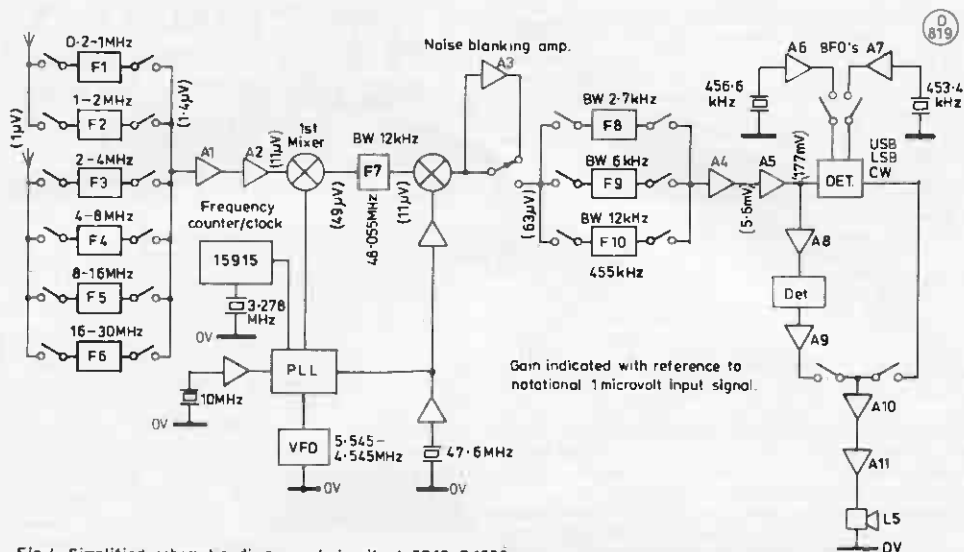 D
819
0·2-1MHz
F1
1-2MHz
F2
2-4MHz
F3
4-8MHz
F4
8-16MHz
F5
16-30MHz
F6
(1µV)
(1·4µV)
A1
A2
(11µV)
1st
Mixer
(49µV)
BW 12kHz
F7
48·055MHz
(11µV)
Noise blanking amp.
A3
(63µV)
BW 2·7kHz
F8
BW 6kHz
F9
BW 12kHz
F10
455kHz
A4
(5·6mV)
A5
(177mV)
A6
BFO's
A7
456·6
kHz
453·4
kHz
DET.
USB
LSB
CW
A8
Det
A9
A10
A11
LS
0V
Frequency
counter/clock
15915
3·278
MHz
0V
PLL
10MHz
0V
VFO
5·545-
4·545MHz
0V
47·6MHz
0V
Gain indicated with reference to
notational 1 microvolt input signal.